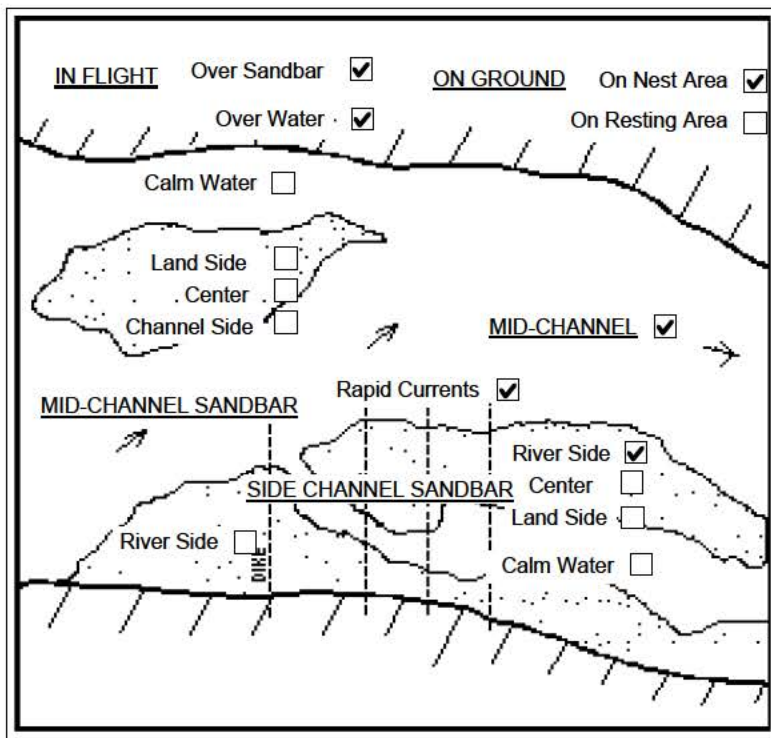 IN FLIGHT Over Sandbar ON GROUND On Nest Area
Over Water On Resting Area
Calm Water
Land Side
Center
Channel Side MID-CHANNEL
Rapid Currents
MID-CHANNEL SANDBAR
River Side
SIDE CHANNEL SANDBAR Center
Land Side
River Side
DIKE
Calm Water